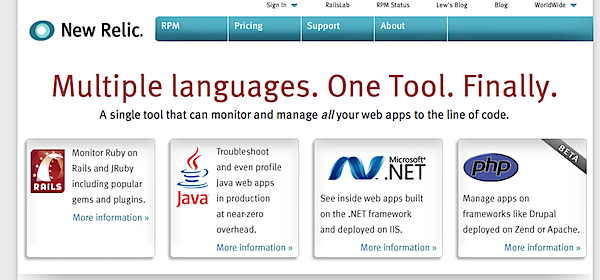 Sign In RailsLab RPM Status Lew's Blog Blog WorldWide
New Relic. RPM Pricing Support About
Multiple languages. One Tool. Finally.
A single tool that can monitor and manage all your web apps to the line of code.
RAILS
Monitor Ruby on
Rails and JRuby
including popular
gems and plugins.
More information »
Java
Troubleshoot
and even profile
Java web apps
in production
at near-zero
overhead.
More information »
Microsoft®
.NET
See inside web apps built
on the .NET framework
and deployed on IIS.
More information »
php
BETA
Manage apps on
frameworks like Drupal
deployed on Zend or Apache.
More information »